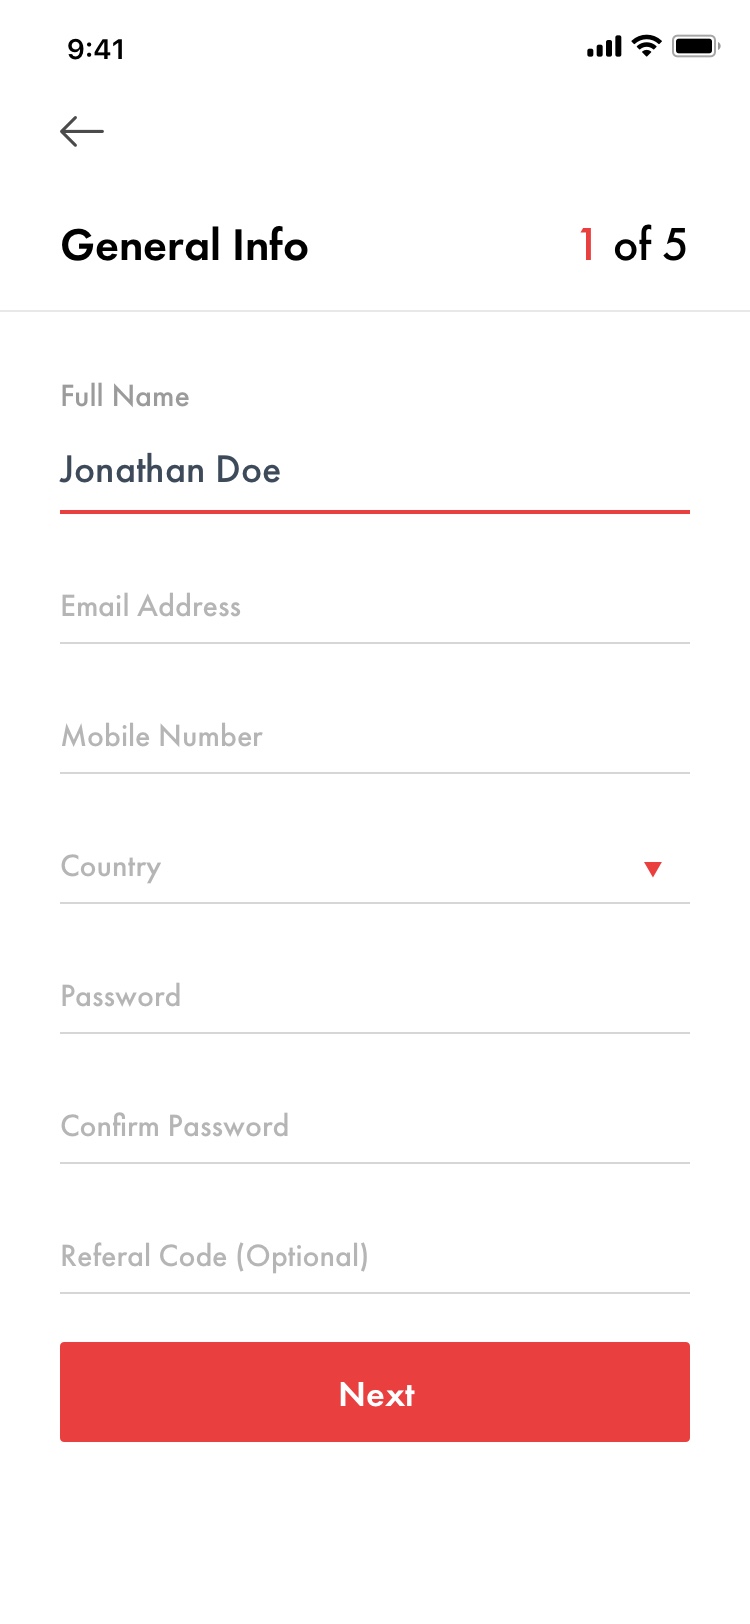 9:41
General Info 1 of 5
Full Name
Jonathan Doe
Email Address
Mobile Number
Country
Password
Confirm Password
Referal Code (Optional)
Next